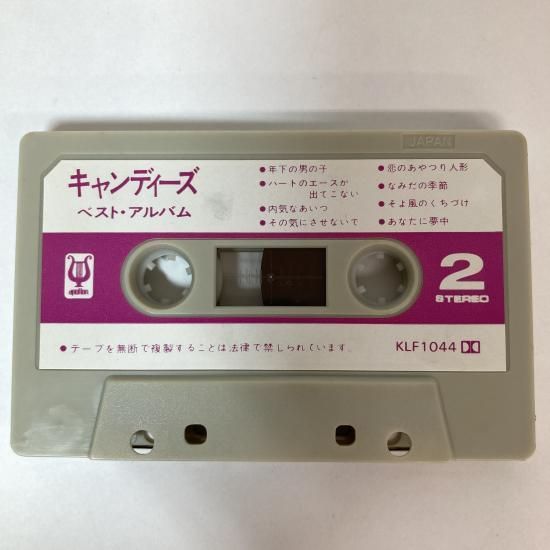 JAPAN
キャンディーズ
ベスト・アルバム
● 年下の男の子
● ハートのエースが
出てこない
● 内気なあいつ
● その気にさせないで
● 恋のあやつり人形
● なみだの季節
● そよ風のくちづけ
● あなたに夢中
apollon
2
STEREO
● テープを無断で複製することは法律で禁じられています。
KLF1044